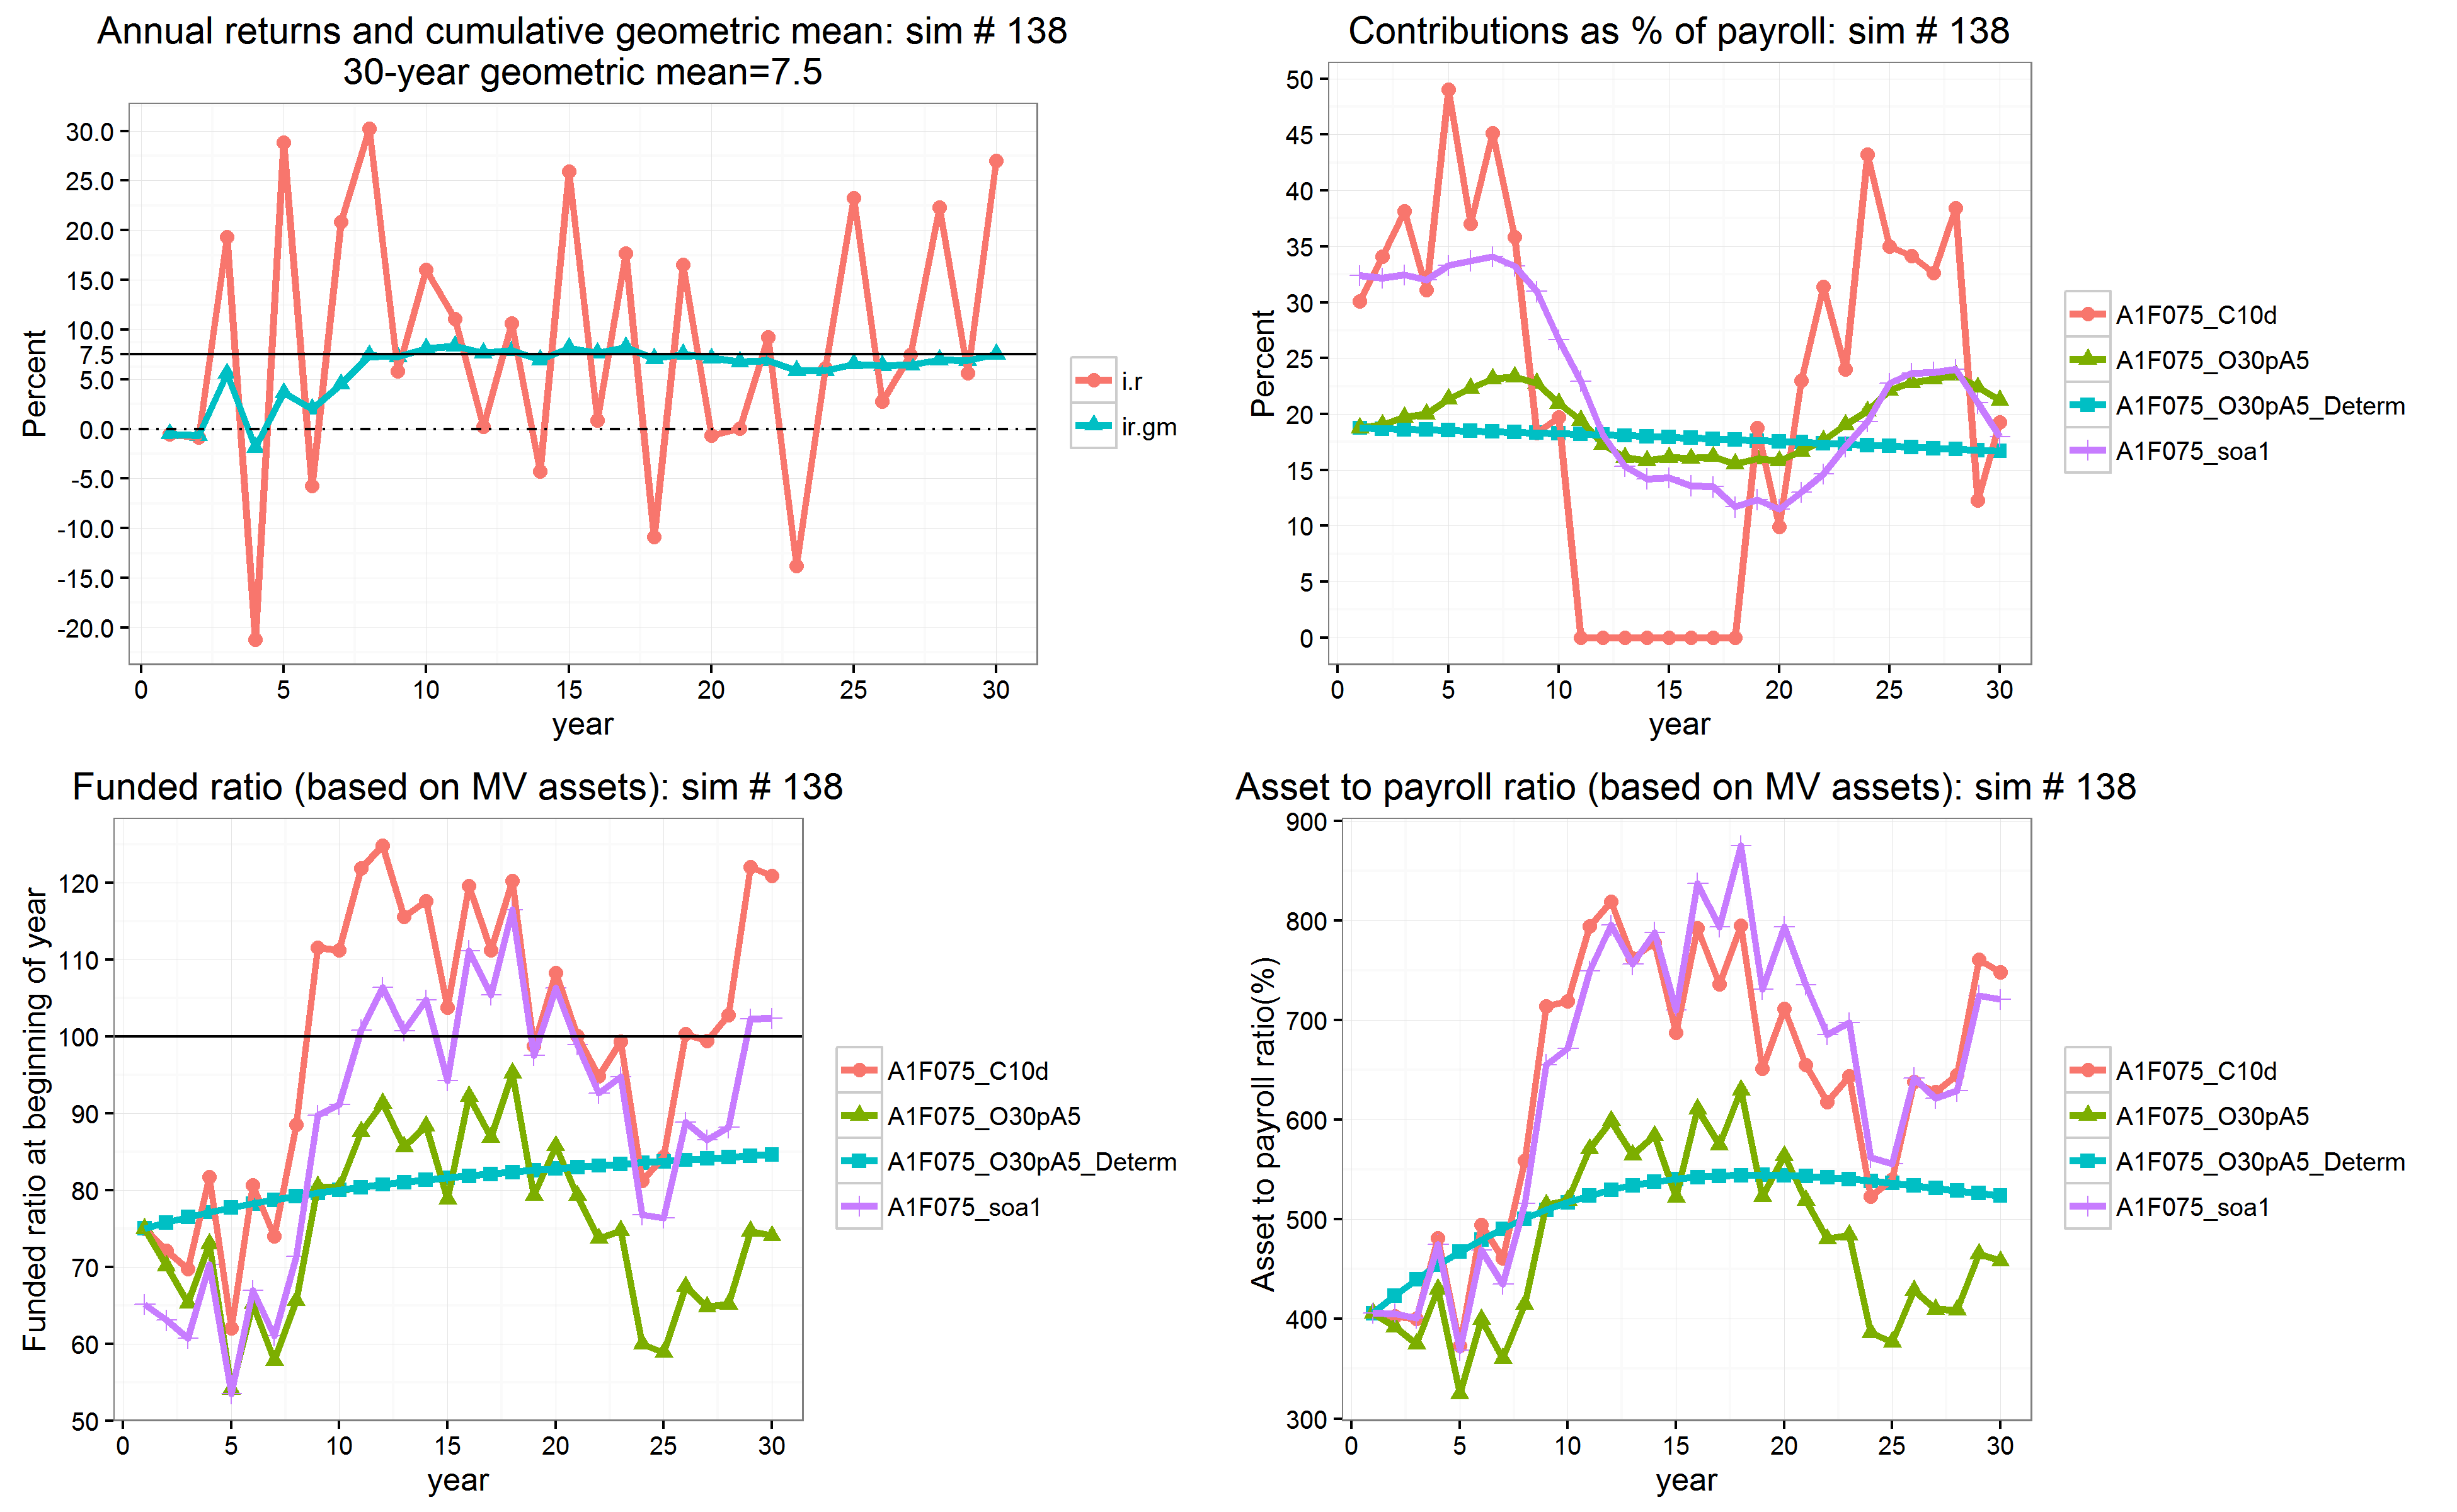 Annual returns and cumulative geometric mean: sim # 138
30-year geometric mean=7.5
Percent
30.0
25.0
20.0
15.0
10.0
7.5
5.0
0.0
-5.0
-10.0
-15.0
-20.0
0 5 10 15 20 25 30
year
i.r
ir.gm
Contributions as % of payroll: sim # 138
Percent
50
45
40
35
30
25
20
15
10
5
0
0 5 10 15 20 25 30
year
A1F075_C10d
A1F075_O30pA5
A1F075_O30pA5_Determ
A1F075_soa1
Funded ratio (based on MV assets): sim # 138
Funded ratio at beginning of year
120
110
100
90
80
70
60
50
0 5 10 15 20 25 30
year
A1F075_C10d
A1F075_O30pA5
A1F075_O30pA5_Determ
A1F075_soa1
Asset to payroll ratio (based on MV assets): sim # 138
Asset to payroll ratio(%)
900
800
700
600
500
400
300
0 5 10 15 20 25 30
year
A1F075_C10d
A1F075_O30pA5
A1F075_O30pA5_Determ
A1F075_soa1